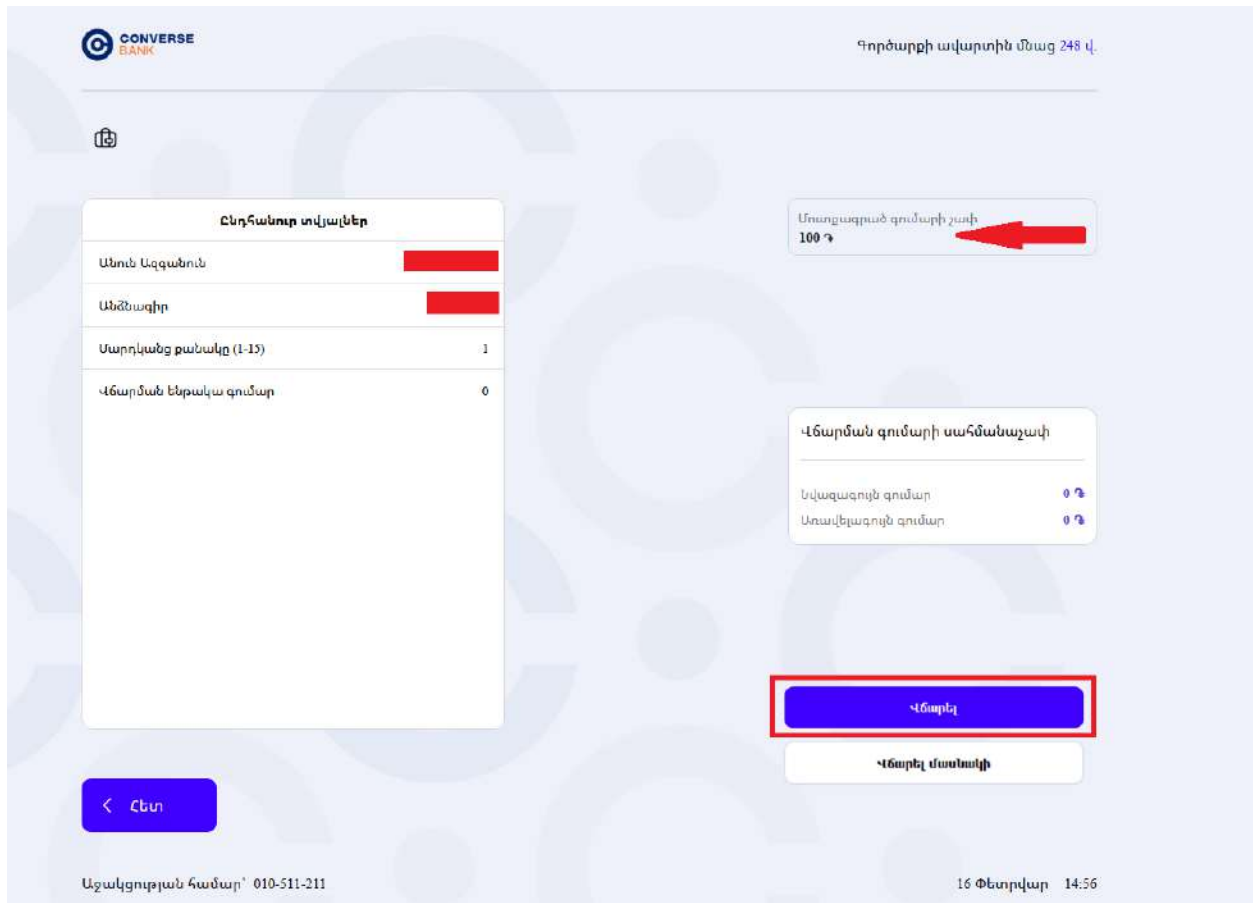 CONVERSE
BANK
Գործարքի ավարտին մնաց 248 վ.
Ընդհանուր տվյալներ
Անուն Ազգանուն
Անձնագիր
Մարդկանց քանակը (1-15) 1
Վճարման ենթակա գումար 0
Մուտքագրած գումարի չափ
100 ֏
Վճարման գումարի սահմանաչափ
Նվազագույն գումար 0 ֏
Առավելագույն գումար 0 ֏
Վճարել
Վճարել մասնակի
Հետ
Աջակցության համար՝ 010-511-211
16 Փետրվար 14:56